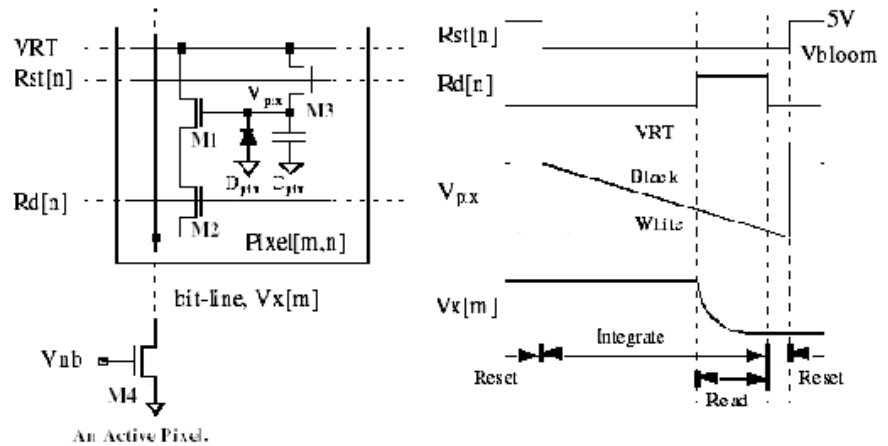 VRT
Rst[n]
Vpix
M3
M1
Dpix
Cpix
Rd[n]
M2
Pixel[m,n]
bit-line, Vx[m]
Vnb
M4
An Active Pixel.
Rst[n]
5V
Vbloom
Rd[n]
VRT
Vpix
Black
White
Vx[m]
Integrate
Reset
Read
Reset